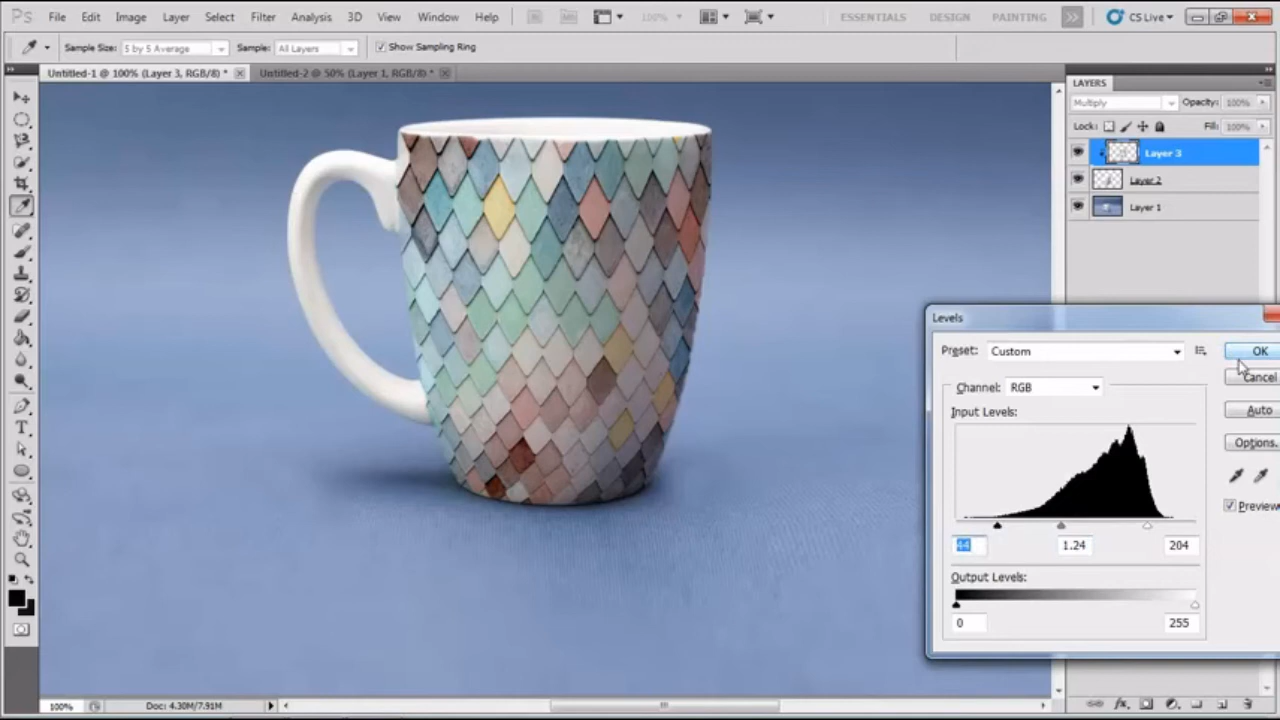 Ps File Edit Image Layer Select Filter Analysis 3D View Window Help 100% ESSENTIALS DESIGN PAINTING CS Live
Sample Size: 5 by 5 Average Sample: All Layers Show Sampling Ring
Untitled-1 @ 100% (Layer 3, RGB/8) * Untitled-2 @ 50% (Layer 1, RGB/8) *
LAYERS
Multiply Opacity: 100%
Lock: Fill: 100%
Layer 3
Layer 2
Layer 1
Levels
Preset: Custom OK
Cancel
Channel: RGB
Auto
Input Levels:
Options...
Preview
44 1.24 204
Output Levels:
0 255
100% Doc: 4.30M/7.91M